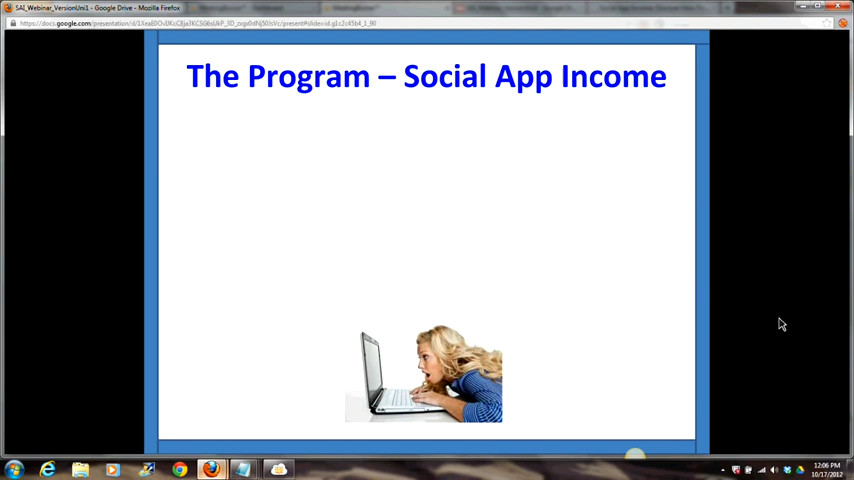 SAI_Webinar_VersionUni1 - Google Drive - Mozilla Firefox
The Program – Social App Income
12:06 PM
10/17/2012